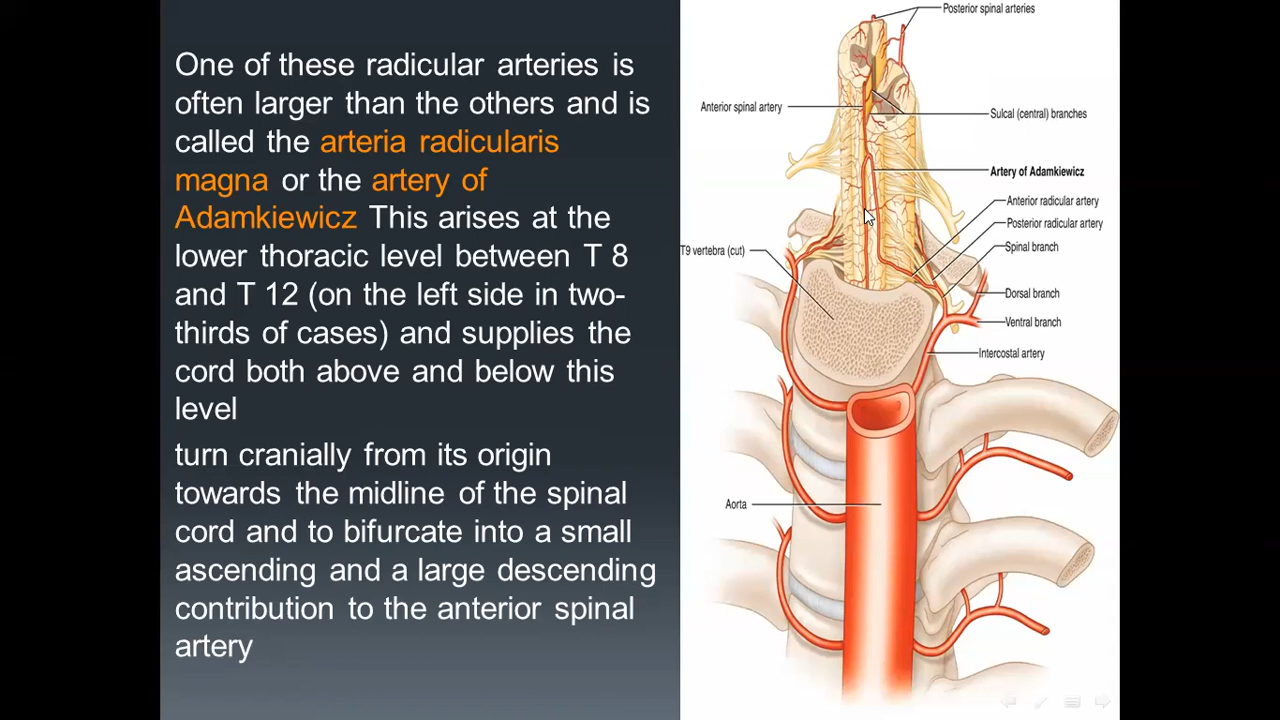 One of these radicular arteries is
often larger than the others and is
called the arteria radicularis
magna or the artery of
Adamkiewicz This arises at the
lower thoracic level between T 8
and T 12 (on the left side in two-
thirds of cases) and supplies the
cord both above and below this
level
turn cranially from its origin
towards the midline of the spinal
cord and to bifurcate into a small
ascending and a large descending
contribution to the anterior spinal
artery
Posterior spinal arteries
Anterior spinal artery
Sulcal (central) branches
Artery of Adamkiewicz
Anterior radicular artery
Posterior radicular artery
Spinal branch
T9 vertebra (cut)
Dorsal branch
Ventral branch
Intercostal artery
Aorta